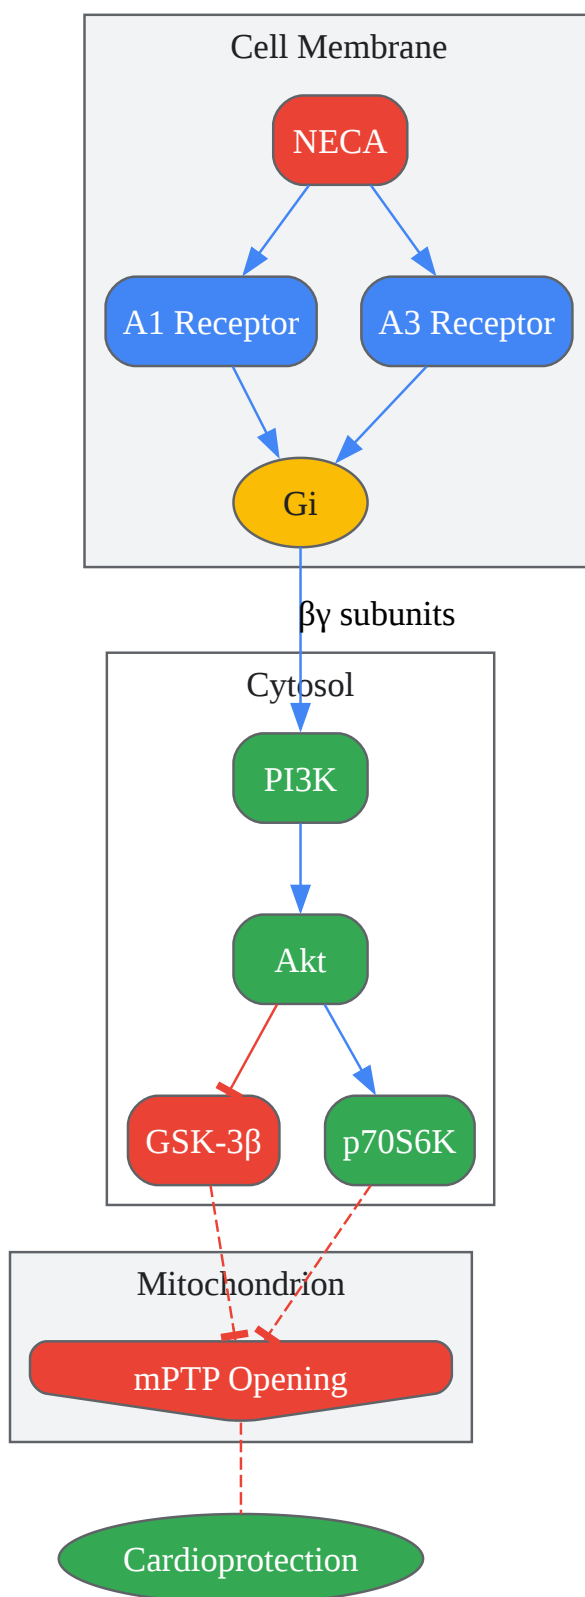 Cell Membrane
NECA
A1 Receptor
A3 Receptor
Gi
βγ subunits
Cytosol
PI3K
Akt
GSK-3β
p70S6K
Mitochondrion
mPTP Opening
Cardioprotection